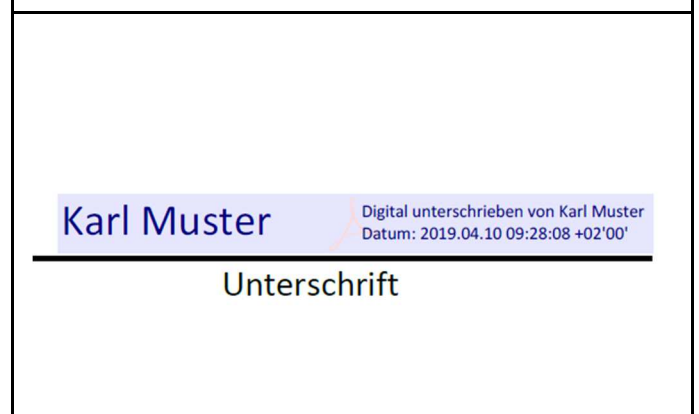 Karl Muster
Digital unterschrieben von Karl Muster
Datum: 2019.04.10 09:28:08 +02'00'
Unterschrift